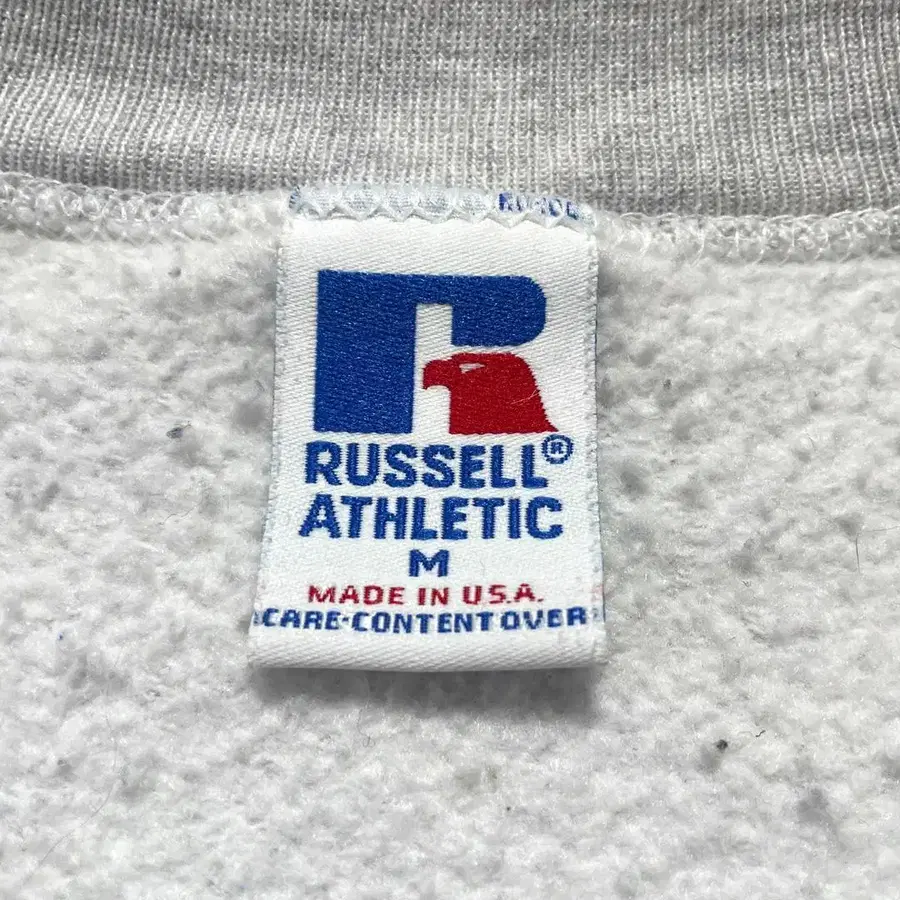 RUSSELL®
ATHLETIC
M
MADE IN U.S.A.
CARE·CONTENT OVER